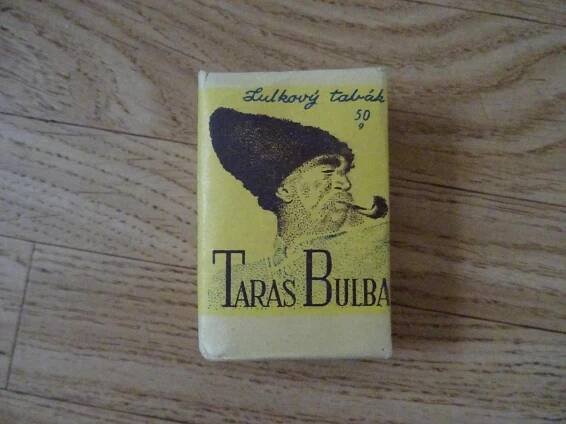 Lulkový tabák
50
g
TARAS BULBA